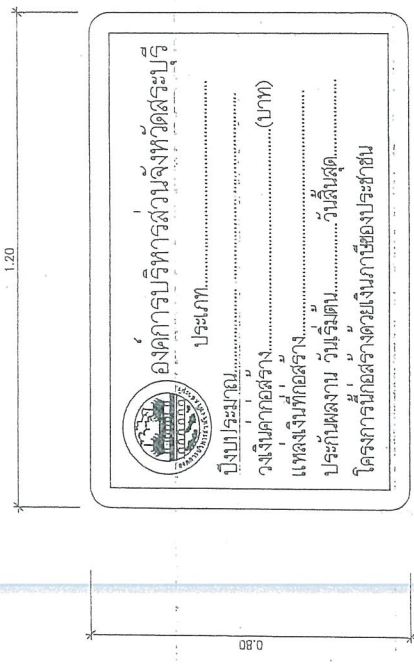 1.20
องค์การบริหารส่วนจังหวัดสระบุรี
ประเภท....................
ปีงบประมาณ....................
วงเงินค่าก่อสร้าง....................(บาท)
แหล่งเงินที่ก่อสร้าง....................
ประกันผลงาน วันเริ่มต้น............วันสิ้นสุด............
โครงการนี้ก่อสร้างด้วยเงินภาษีของประชาชน
0.80